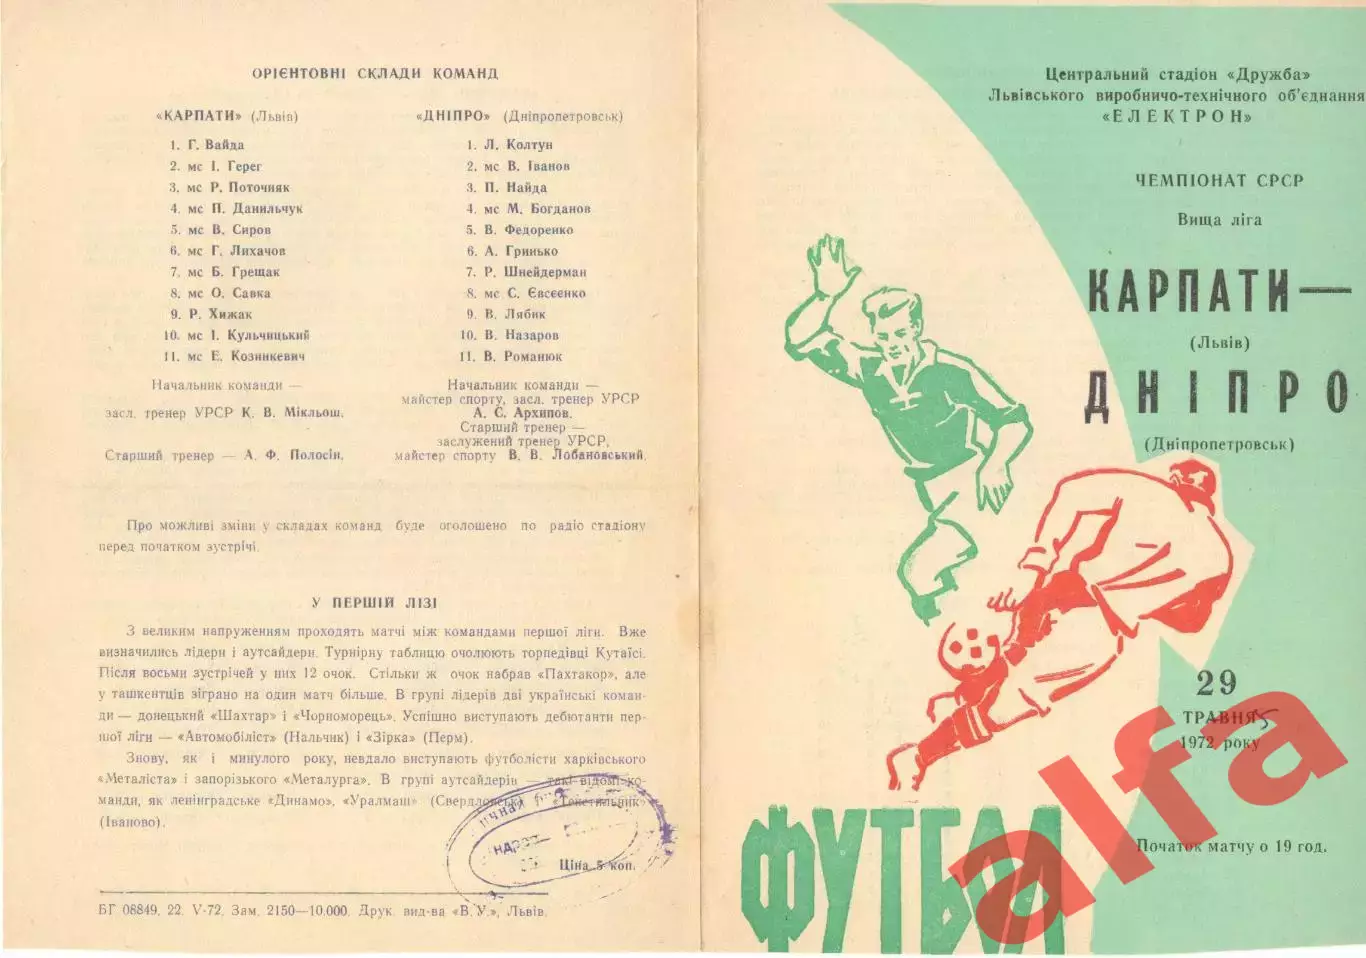 ОРІЄНТОВНІ СКЛАДИ КОМАНД
«КАРПАТИ» (Львів)
1. Г. Вайда
2. мс І. Герег
3. мс Р. Поточняк
4. мс П. Данильчук
5. мс В. Сиров
6. мс Г. Лихачов
7. мс Б. Грещак
8. мс О. Савка
9. Р. Хижак
10. мс І. Кульчицький
11. мс Е. Козинкевич
Начальник команди —
засл. тренер УРСР К. В. Мікльош.
Старший тренер — А. Ф. Полосін.
«ДНІПРО» (Дніпропетровськ)
1. Л. Колтун
2. мс В. Іванов
3. П. Найда
4. мс М. Богданов
5. В. Федоренко
6. А. Гринько
7. Р. Шнейдерман
8. мс С. Євсеенко
9. В. Лябик
10. В. Назаров
11. В. Романюк
Начальник команди —
майстер спорту, засл. тренер УРСР
А. С. Архипов.
Старший тренер —
заслужений тренер УРСР,
майстер спорту В. В. Лобановський.
Про можливі зміни у складах команд буде оголошено по радіо стадіону
перед початком зустрічі.
У ПЕРШІЙ ЛІЗІ
З великим напруженням проходять матчі між командами першої ліги. Вже
визначились лідери і аутсайдери. Турнірну таблицю очолюють торпедівці Кутаїсі.
Після восьми зустрічей у них 12 очок. Стільки ж очок набрав «Пахтакор», але
у ташкентців зіграно на один матч більше. В групі лідерів дві українські коман-
ди — донецький «Шахтар» і «Чорноморець». Успішно виступають дебютанти пер-
шої ліги — «Автомобіліст» (Нальчик) і «Зірка» (Перм).
Знову, як і минулого року, невдало виступають футболісти харківського
«Металіста» і запорізького «Металурга». В групі аутсайдерів — такі відомі ко-
манди, як ленінградське «Динамо», «Уралмаш» (Свердловськ) «Текстильник»
(Іваново).
Ціна 5 коп.
БГ 08849. 22. V-72. Зам. 2150—10.000. Друк. вид-ва «В. У.», Львів.
Центральний стадіон «Дружба»
Львівського виробничо-технічного об'єднання
«ЕЛЕКТРОН»
ЧЕМПІОНАТ СРСР
Вища ліга
КАРПАТИ —
(Львів)
ДНІПРО
(Дніпропетровськ)
29
ТРАВНЯ 5
1972 року
Початок матчу о 19 год.
ФУТБОЛ
alfa